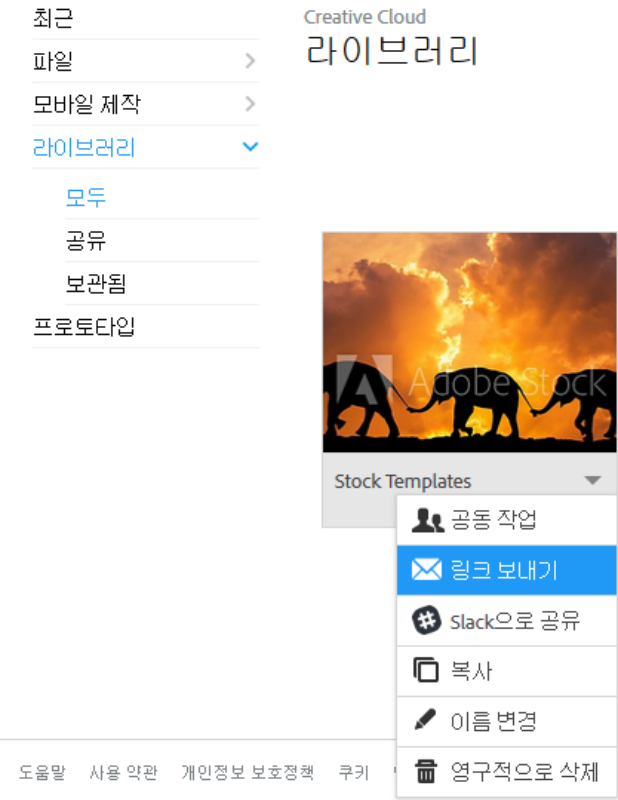 최근
파일
모바일 제작
라이브러리
모두
공유
보관됨
프로토타입
Creative Cloud
라이브러리
Adobe Stock
Stock Templates
공동 작업
링크 보내기
Slack으로 공유
복사
이름 변경
영구적으로 삭제
도움말 사용 약관 개인정보 보호정책 쿠키